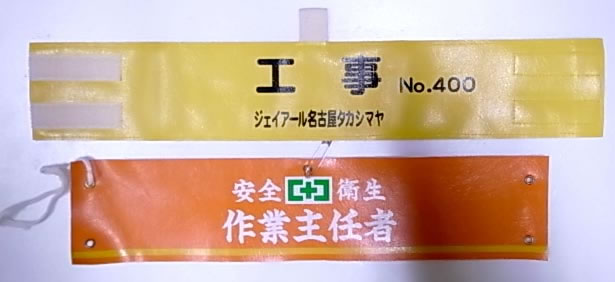 工事 No.400
ジェイアール名古屋タカシマヤ
安全 衛生
作業主任者